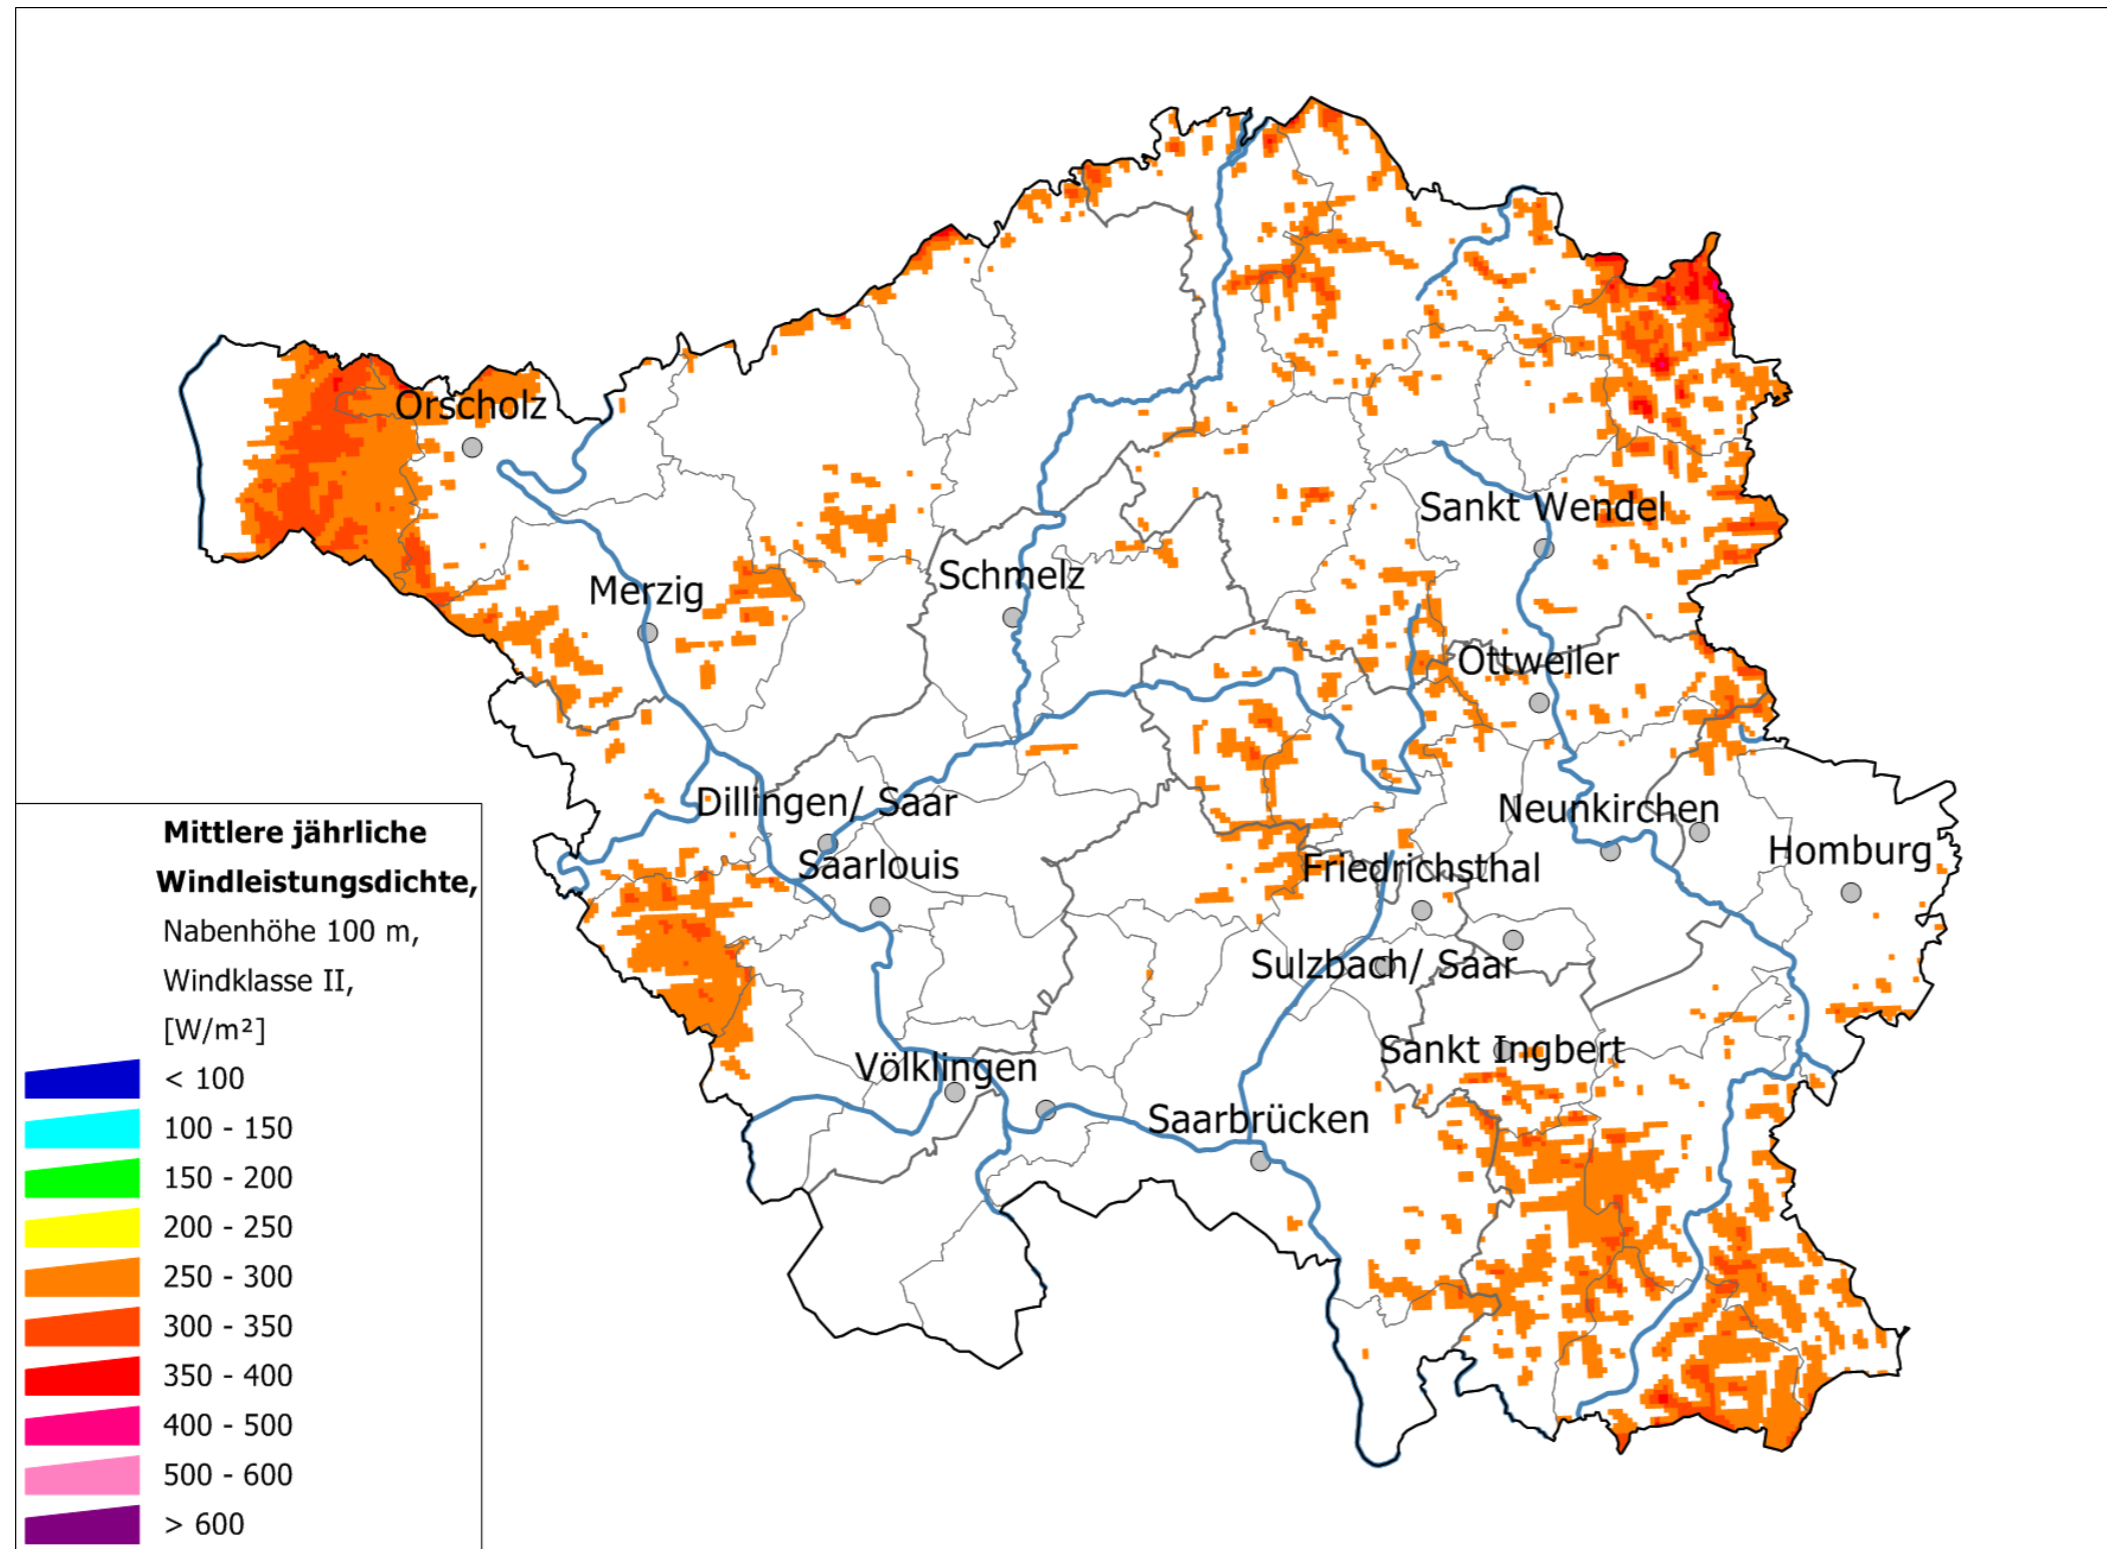 Orscholz
Sankt Wendel
Merzig
Schmelz
Ottweiler
Dillingen/ Saar
Neunkirchen
Saarlouis
Friedrichsthal
Homburg
Sulzbach/ Saar
Völklingen
Sankt Ingbert
Saarbrücken
Mittlere jährliche
Windleistungsdichte,
Nabenhöhe 100 m,
Windklasse II,
[W/m²]
< 100
100 - 150
150 - 200
200 - 250
250 - 300
300 - 350
350 - 400
400 - 500
500 - 600
> 600